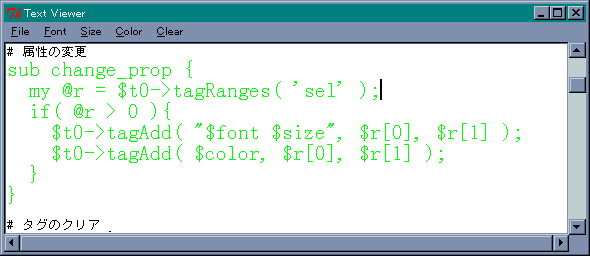 Text Viewer
File Font Size Color Clear
# 属性の変更
sub change_prop {
  my @r = $t0->tagRanges( 'sel' );
  if( @r > 0 ){
    $t0->tagAdd( "$font $size", $r[0], $r[1] );
    $t0->tagAdd( $color, $r[0], $r[1] );
  }
}
# タグのクリア